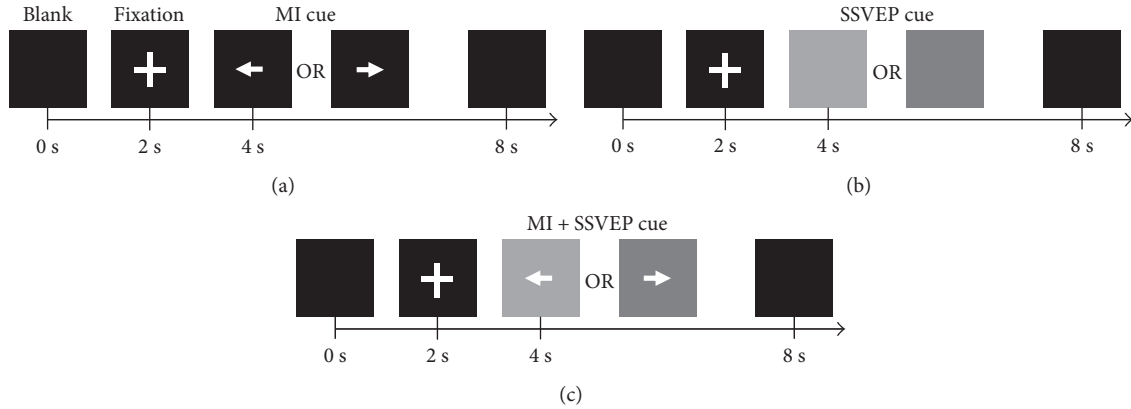 Blank Fixation MI cue
OR
0 s 2 s 4 s 8 s
(a)
SSVEP cue
OR
0 s 2 s 4 s 8 s
(b)
MI + SSVEP cue
OR
0 s 2 s 4 s 8 s
(c)